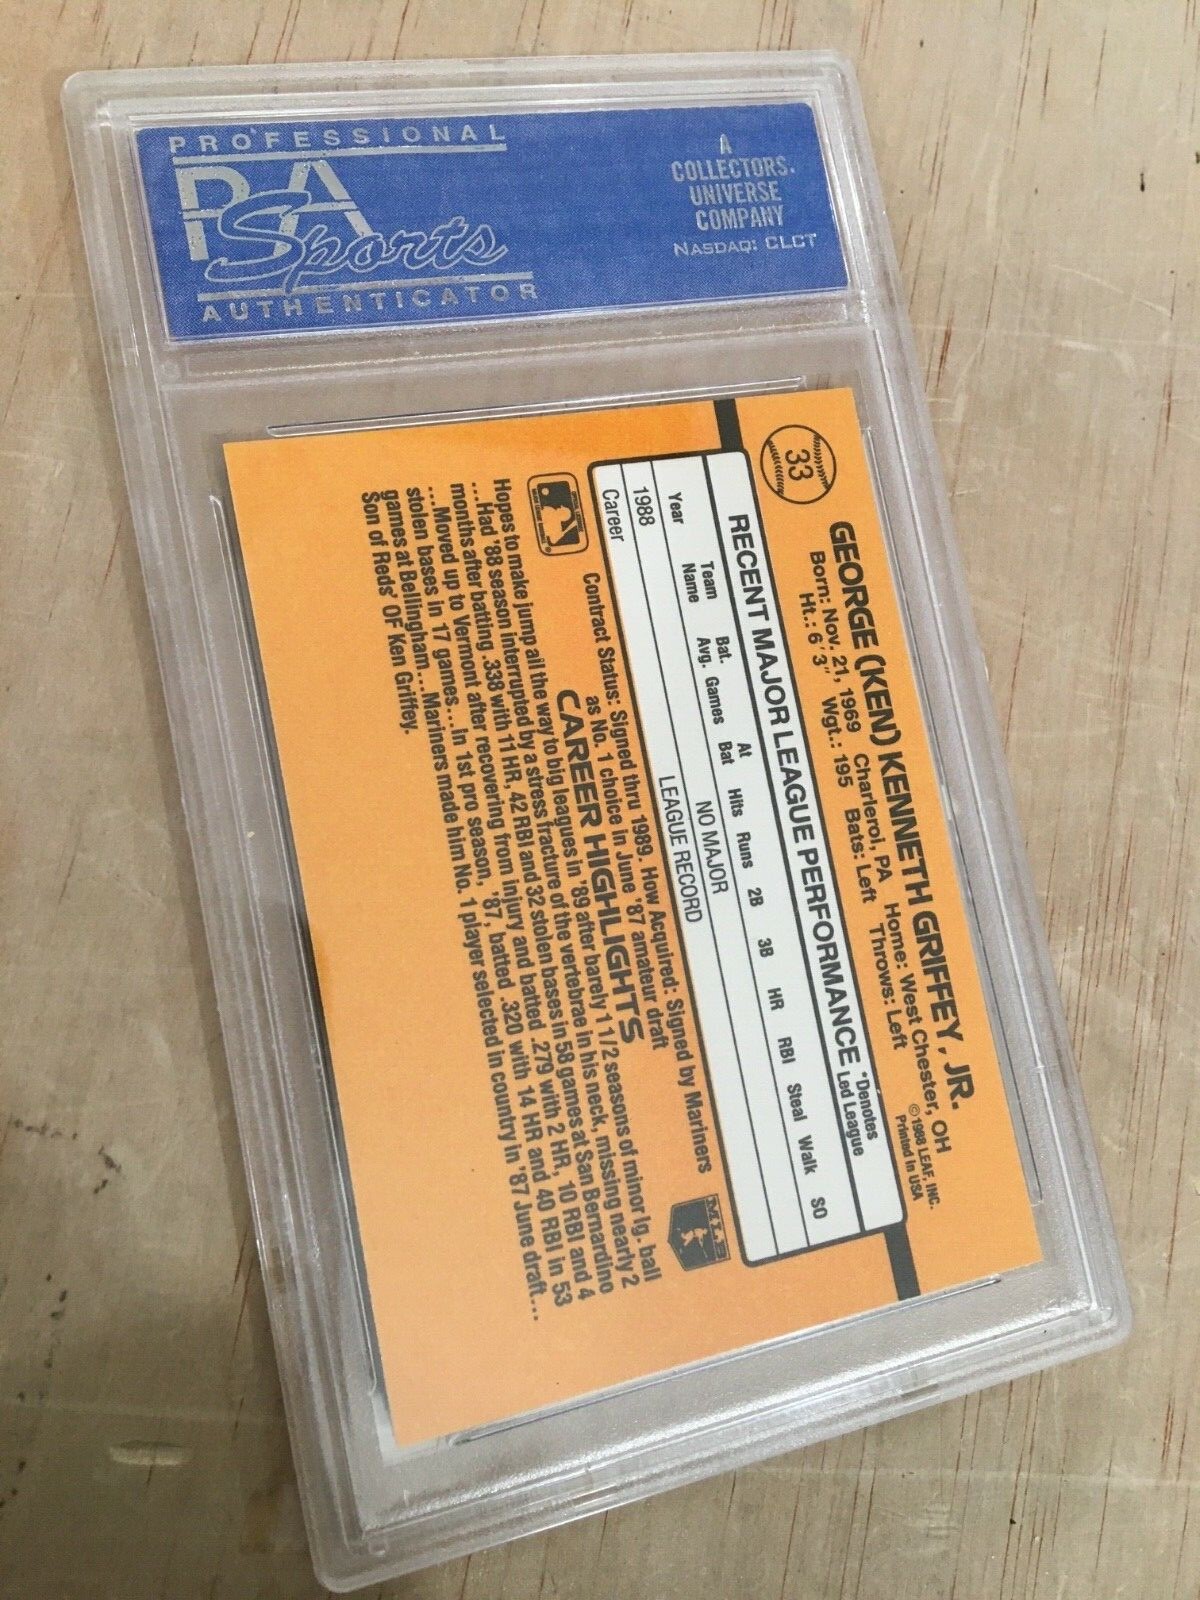 PROFESSIONAL
PSA
Sports
AUTHENTICATOR
A
COLLECTORS
UNIVERSE
COMPANY
NASDAQ: CLCT
33
GEORGE (KEN) KENNETH GRIFFEY, JR.
Born: Nov. 21, 1969 Charleroi, PA Home: West Chester, OH
Ht.: 6'3" Wgt.: 195 Bats: Left Throws: Left
©1988 LEAF, INC.
Printed In USA
RECENT MAJOR LEAGUE PERFORMANCE
*Denotes
Led League
Year Team Name Bat. Avg. Games At Bat Hits Runs 2B 3B HR RBI Steal Walk SO
1988 NO MAJOR
Career LEAGUE RECORD
Contract Status: Signed thru 1989. How Acquired: Signed by Mariners
as No. 1 choice in June '87 amateur draft
MLB
CAREER HIGHLIGHTS
Hopes to make jump all the way to big leagues in '89 after barely 1 1/2 seasons of minor lg. ball
...Had '88 season interrupted by a stress fracture of the vertebrae in his neck, missing nearly 2
months after batting .338 with 11 HR, 42 RBI and 32 stolen bases in 58 games at San Bernardino
...Moved up to Vermont after recovering from injury and batted .279 with 2 HR, 10 RBI and 4
stolen bases in 17 games...In 1st pro season, '87, batted .320 with 14 HR and 40 RBI in 53
games at Bellingham...Mariners made him No. 1 player selected in country in '87 June draft...
Son of Reds' OF Ken Griffey.